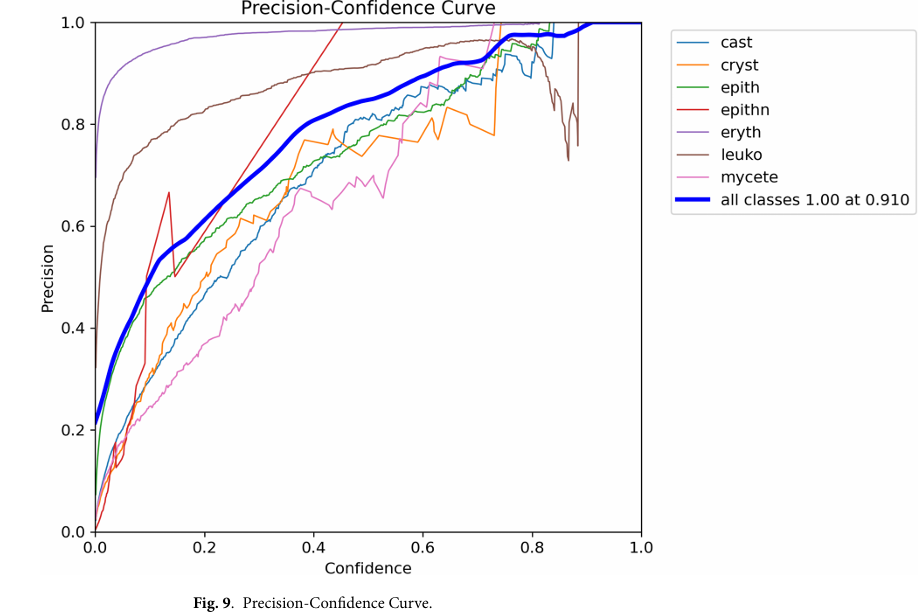 Precision-Confidence Curve
1.0
0.8
0.6
0.4
0.2
0.0
Precision
0.0 0.2 0.4 0.6 0.8 1.0
Confidence
cast
cryst
epith
epithn
eryth
leuko
mycete
all classes 1.00 at 0.910
Fig. 9. Precision-Confidence Curve.